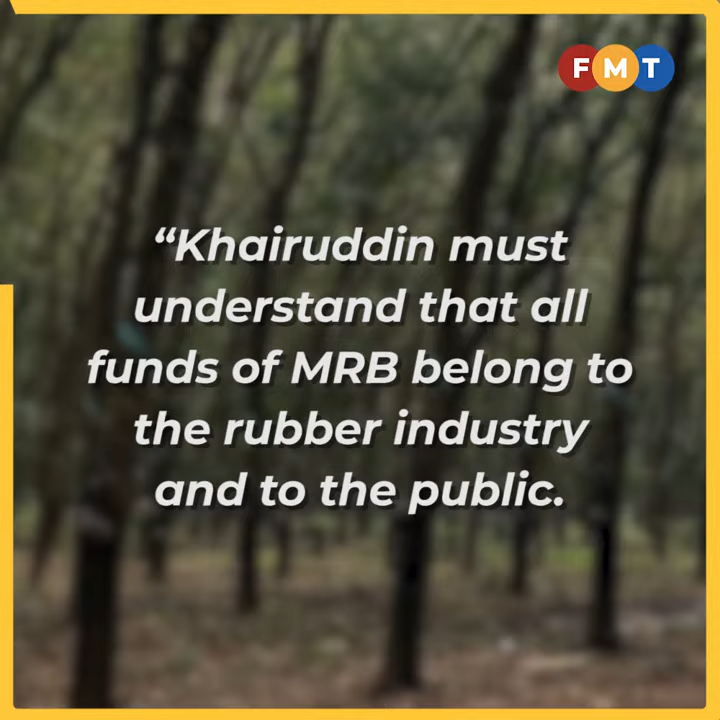 FMT
“Khairuddin must
understand that all
funds of MRB belong to
the rubber industry
and to the public.